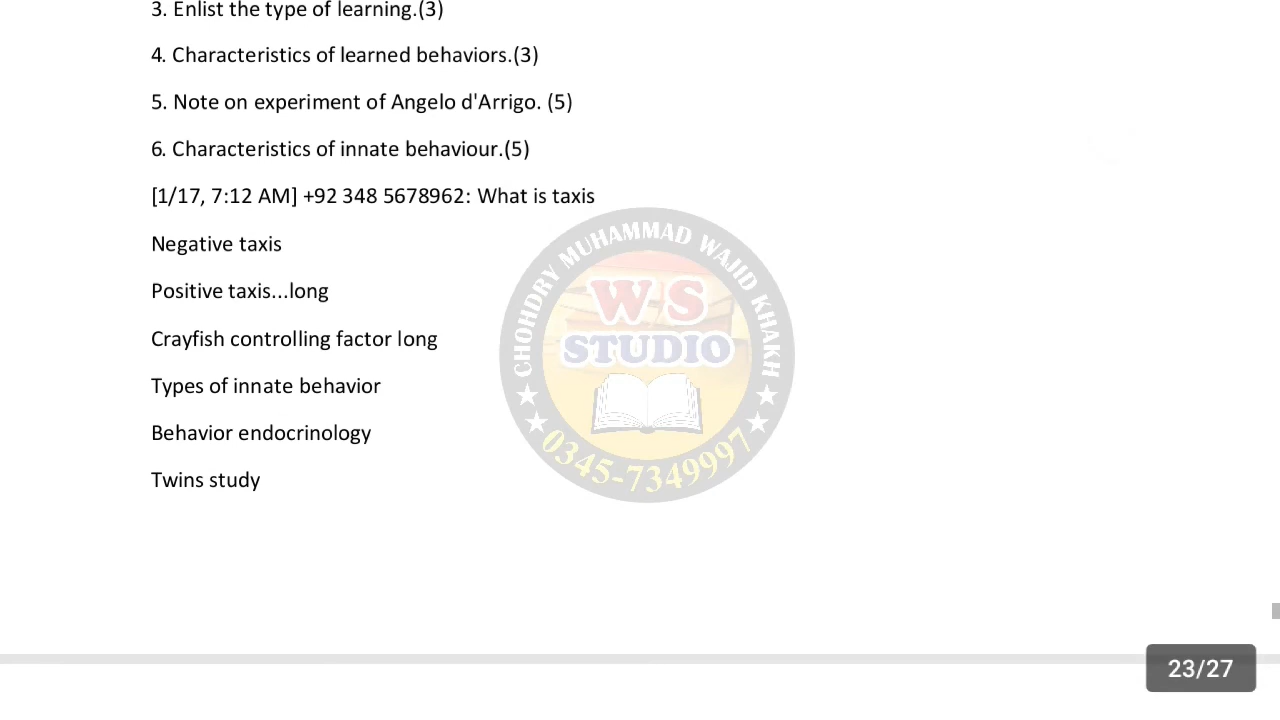 3. Enlist the type of learning.(3)
4. Characteristics of learned behaviors.(3)
5. Note on experiment of Angelo d'Arrigo. (5)
6. Characteristics of innate behaviour.(5)
[1/17, 7:12 AM] +92 348 5678962: What is taxis
Negative taxis
Positive taxis...long
Crayfish controlling factor long
Types of innate behavior
Behavior endocrinology
Twins study
CHOHDRY MUHAMMAD WAJID KHAKH
W S
STUDIO
0345-7349997
23/27